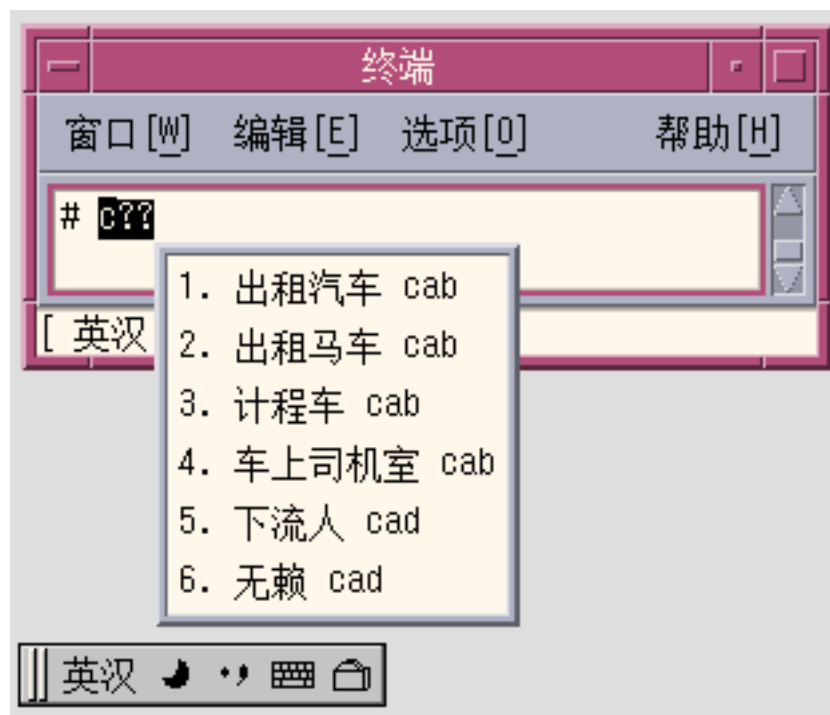 终端
窗口[W] 编辑[E] 选项[O] 帮助[H]
# c??
1. 出租汽车 cab
2. 出租马车 cab
3. 计程车 cab
4. 车上司机室 cab
5. 下流人 cad
6. 无赖 cad
[ 英汉
英汉